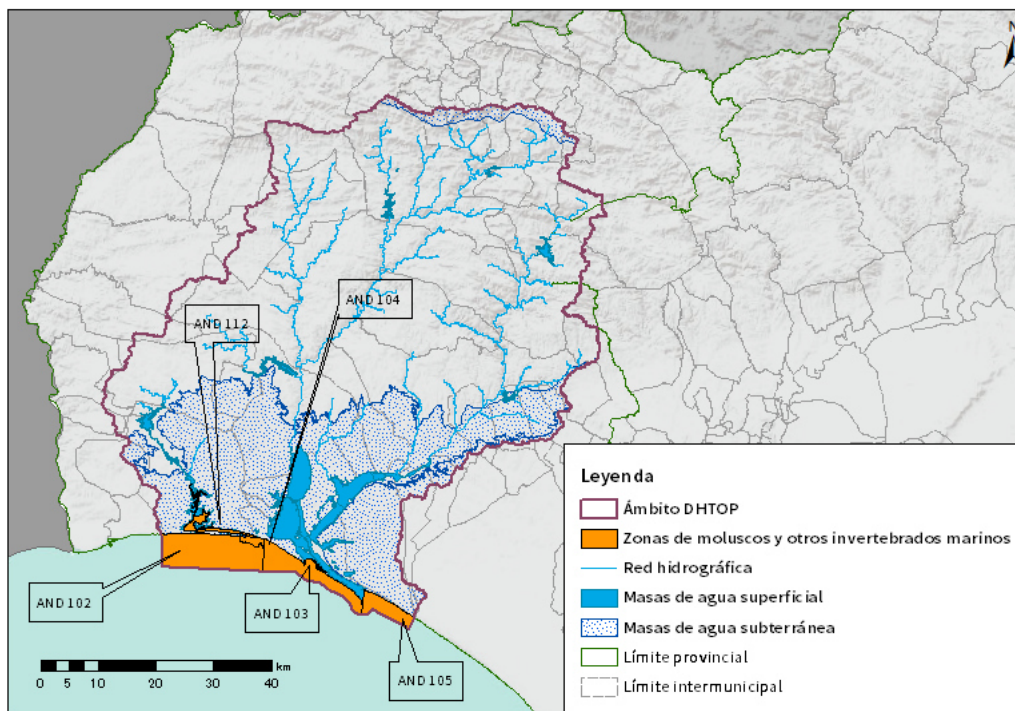 N
AND 104
AND 112
AND 102
AND 103
AND 105
km
0 5 10 20 30 40
Leyenda
Ámbito DHTOP
Zonas de moluscos y otros invertebrados marinos
Red hidrográfica
Masas de agua superficial
Masas de agua subterránea
Límite provincial
Límite intermunicipal